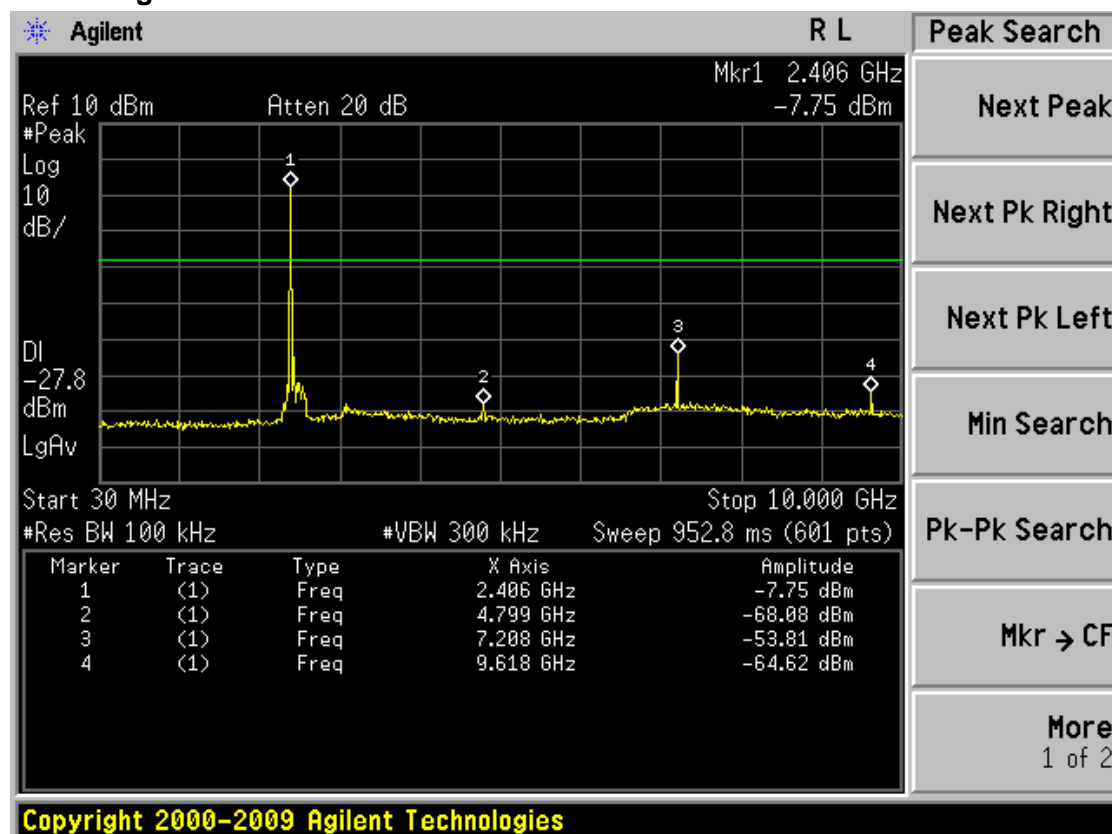 Agilent
R L
Peak Search
Mkr1 2.406 GHz
Ref 10 dBm Atten 20 dB -7.75 dBm
#Peak
Log
10
dB/
1
2
3
4
DI
-27.8
dBm
LgAv
Start 30 MHz Stop 10.000 GHz
#Res BW 100 kHz #VBW 300 kHz Sweep 952.8 ms (601 pts)
Marker Trace Type X Axis Amplitude
1 (1) Freq 2.406 GHz -7.75 dBm
2 (1) Freq 4.799 GHz -68.08 dBm
3 (1) Freq 7.208 GHz -53.81 dBm
4 (1) Freq 9.618 GHz -64.62 dBm
Next Peak
Next Pk Right
Next Pk Left
Min Search
Pk-Pk Search
Mkr → CF
More
1 of 2
Copyright 2000-2009 Agilent Technologies